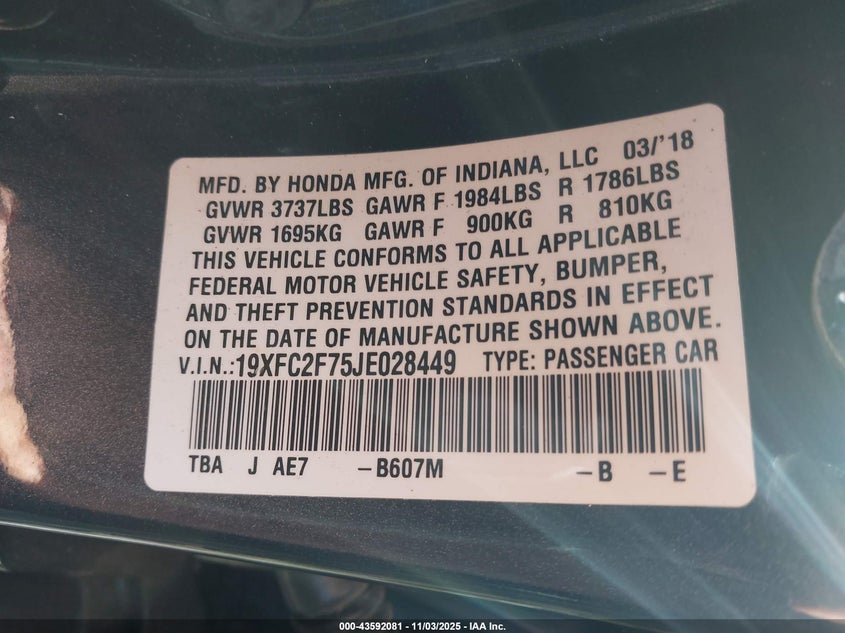 MFD. BY HONDA MFG. OF INDIANA, LLC 03/'18
GVWR 3737LBS GAWR F 1984LBS R 1786LBS
GVWR 1695KG GAWR F 900KG R 810KG
THIS VEHICLE CONFORMS TO ALL APPLICABLE
FEDERAL MOTOR VEHICLE SAFETY, BUMPER,
AND THEFT PREVENTION STANDARDS IN EFFECT
ON THE DATE OF MANUFACTURE SHOWN ABOVE.
V.I.N.:19XFC2F75JE028449 TYPE: PASSENGER CAR
TBA J AE7 -B607M -B -E
000-43592081 - 11/03/2025 - IAA Inc.